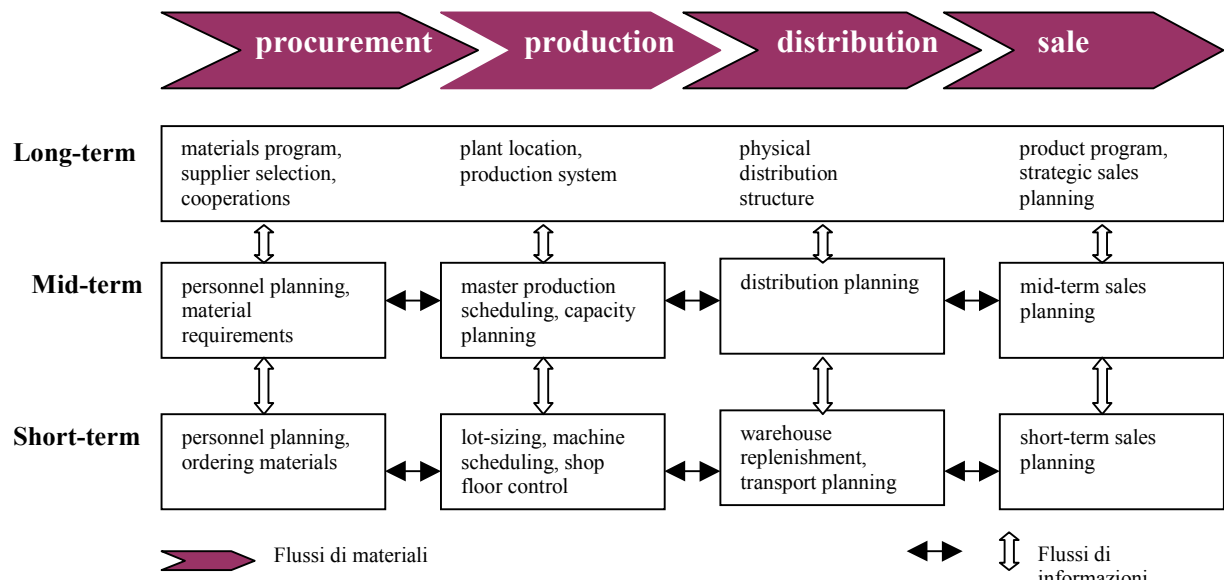 procurement
production
distribution
sale
Long-term
materials program,
supplier selection,
cooperations
plant location,
production system
physical
distribution
structure
product program,
strategic sales
planning
Mid-term
personnel planning,
material
requirements
master production
scheduling, capacity
planning
distribution planning
mid-term sales
planning
Short-term
personnel planning,
ordering materials
lot-sizing, machine
scheduling, shop
floor control
warehouse
replenishment,
transport planning
short-term sales
planning
Flussi di materiali
Flussi di
informazioni